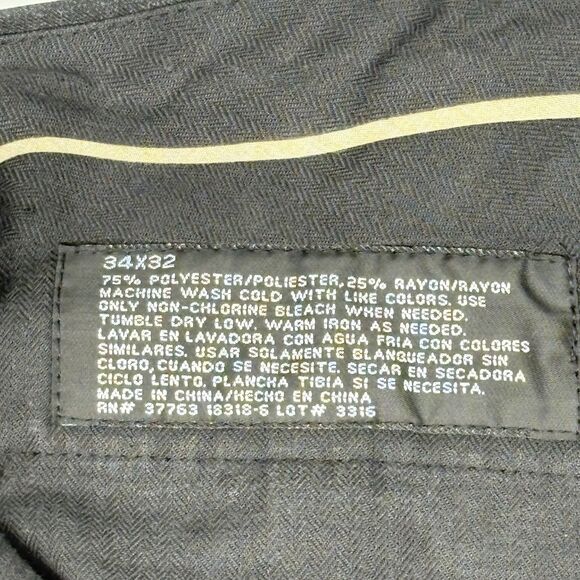 34X32
75% POLYESTER/POLIESTER, 25% RAYON/RAYON
MACHINE WASH COLD WITH LIKE COLORS. USE
ONLY NON-CHLORINE BLEACH WHEN NEEDED.
TUMBLE DRY LOW. WARM IRON AS NEEDED.
LAVAR EN LAVADORA CON AGUA FRIA CON COLORES
SIMILARES. USAR SOLAMENTE BLANQUEADOR SIN
CLORO, CUANDO SE NECESITE. SECAR EN SECADORA
CICLO LENTO. PLANCHA TIBIA SI SE NECESITA.
MADE IN CHINA/HECHO EN CHINA
RN# 37763 18318-6 LOT# 3316